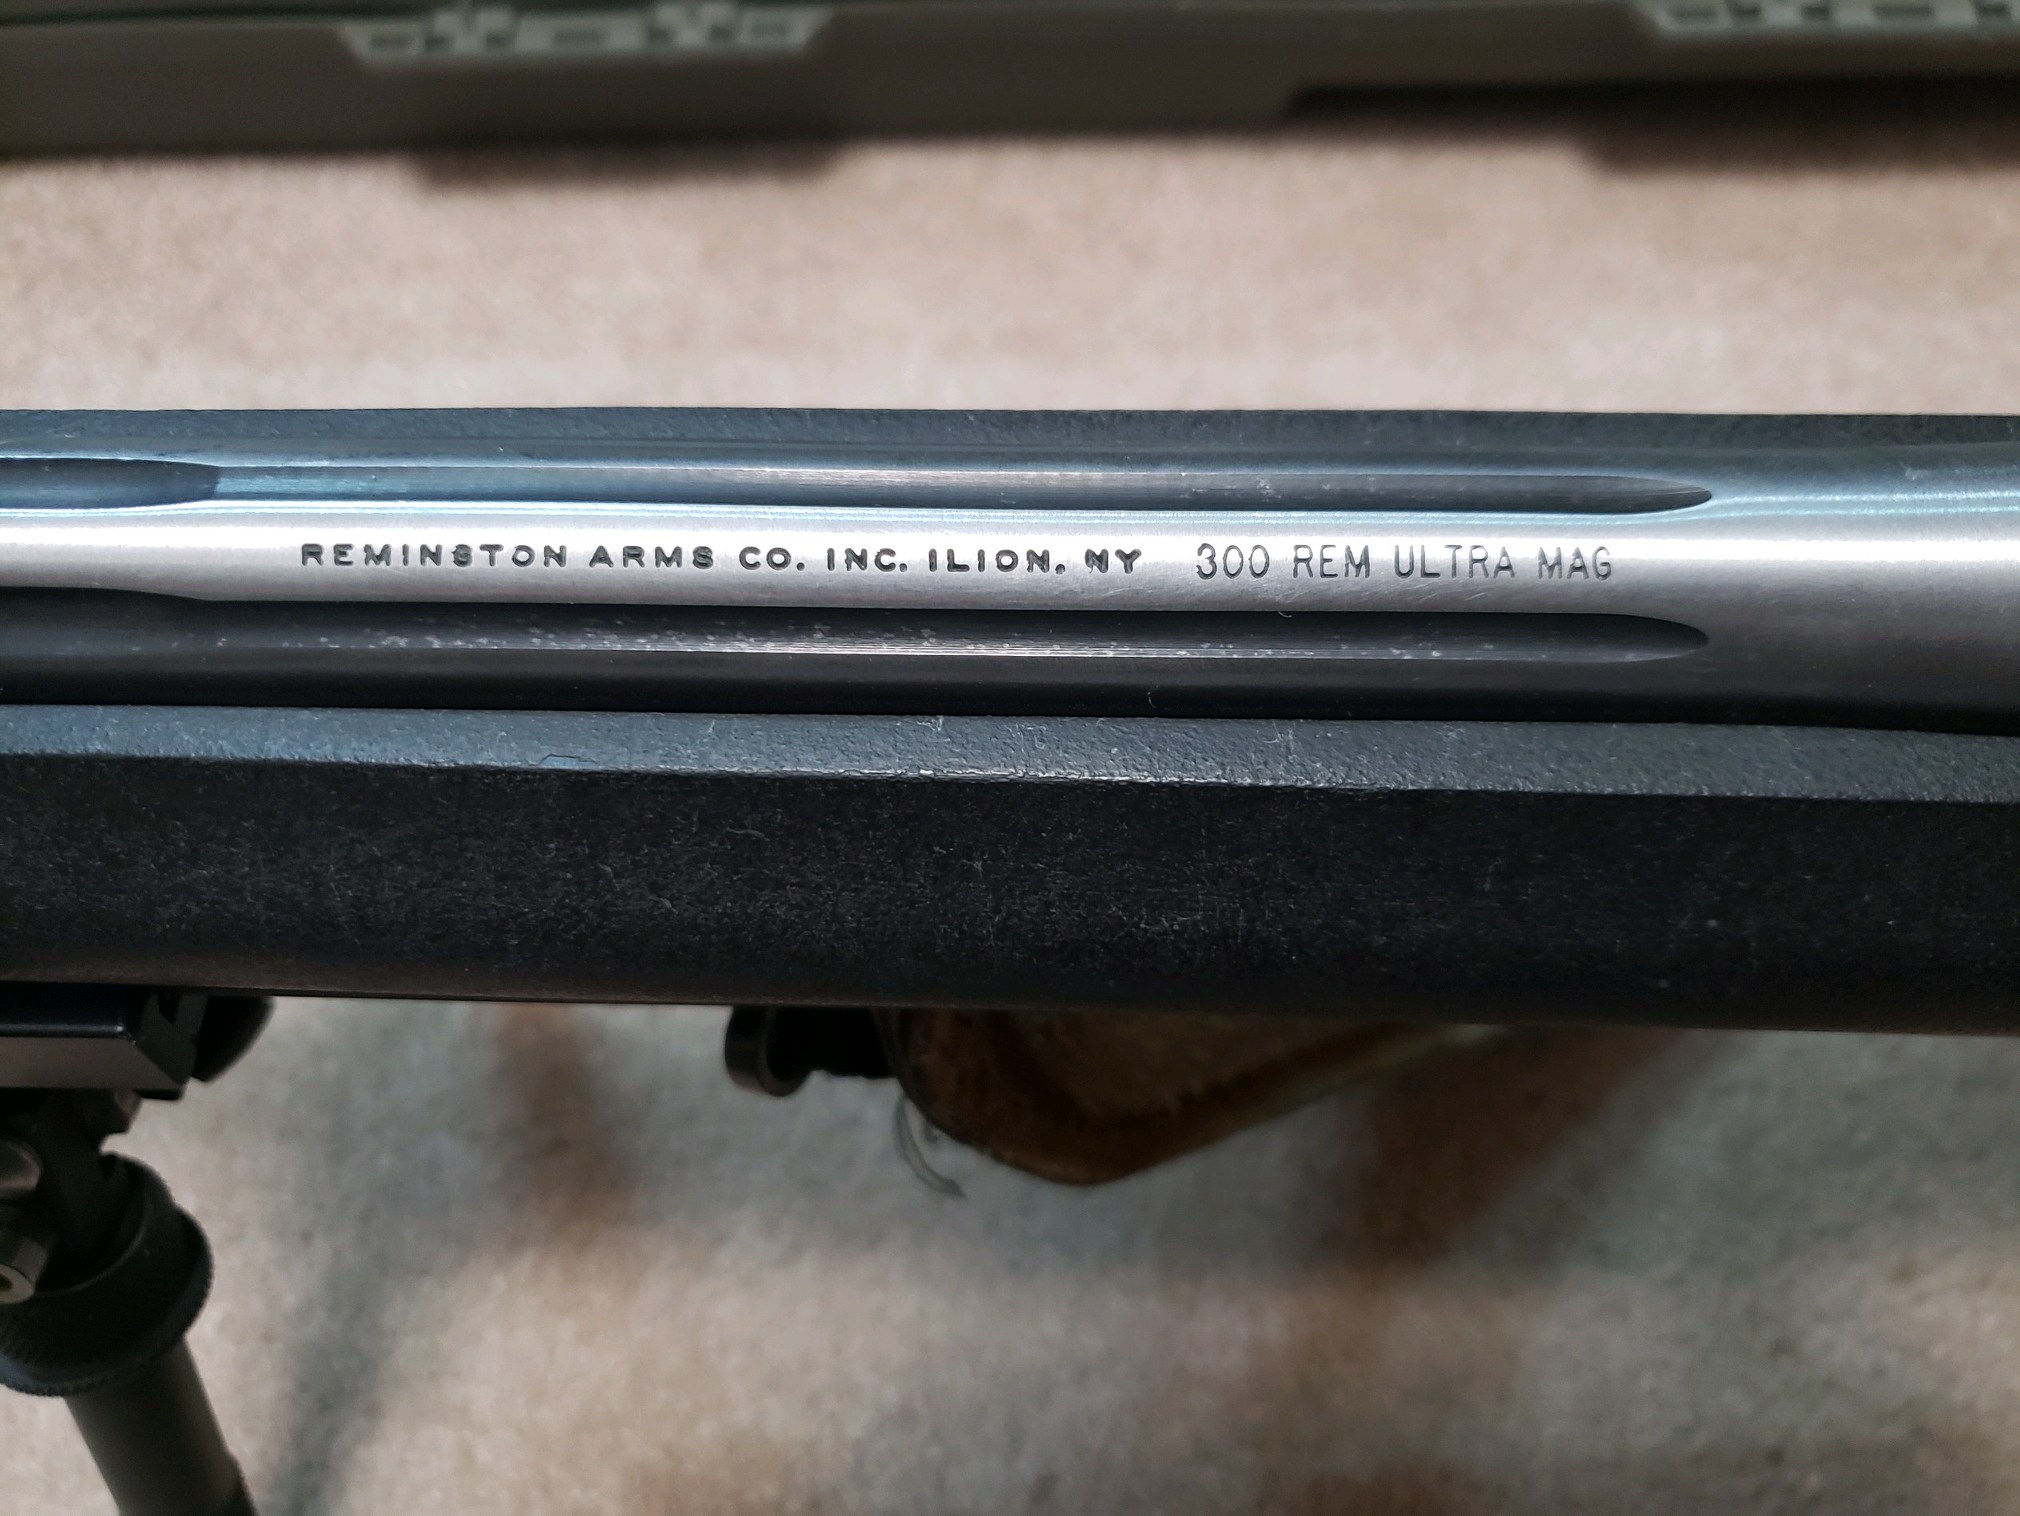 REMINGTON ARMS CO. INC. ILION, NY 300 REM ULTRA MAG